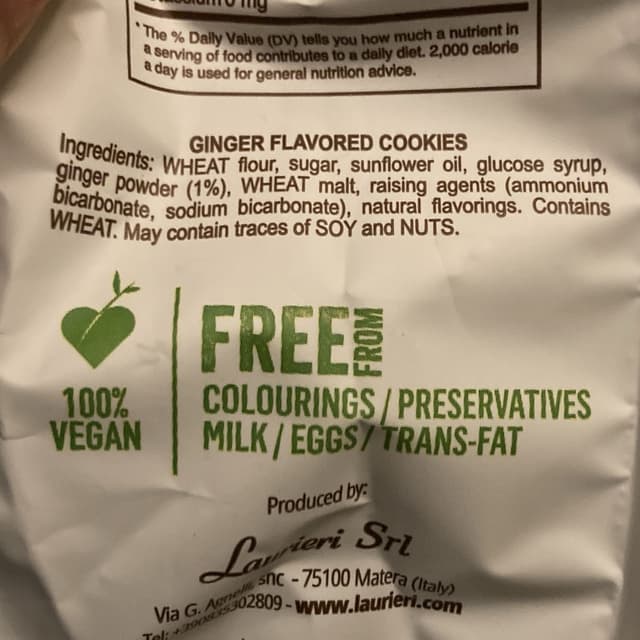 0 mg
*The % Daily Value (DV) tells you how much a nutrient in
a serving of food contributes to a daily diet. 2,000 calorie
a day is used for general nutrition advice.
GINGER FLAVORED COOKIES
Ingredients: WHEAT flour, sugar, sunflower oil, glucose syrup,
ginger powder (1%), WHEAT malt, raising agents (ammonium
bicarbonate, sodium bicarbonate), natural flavorings. Contains
WHEAT. May contain traces of SOY and NUTS.
100%
VEGAN
FREE FROM
COLOURINGS / PRESERVATIVES
MILK / EGGS / TRANS-FAT
Produced by:
Laurieri Srl
Via G. snc - 75100 Matera (Italy)
Tel: - www.laurieri.com